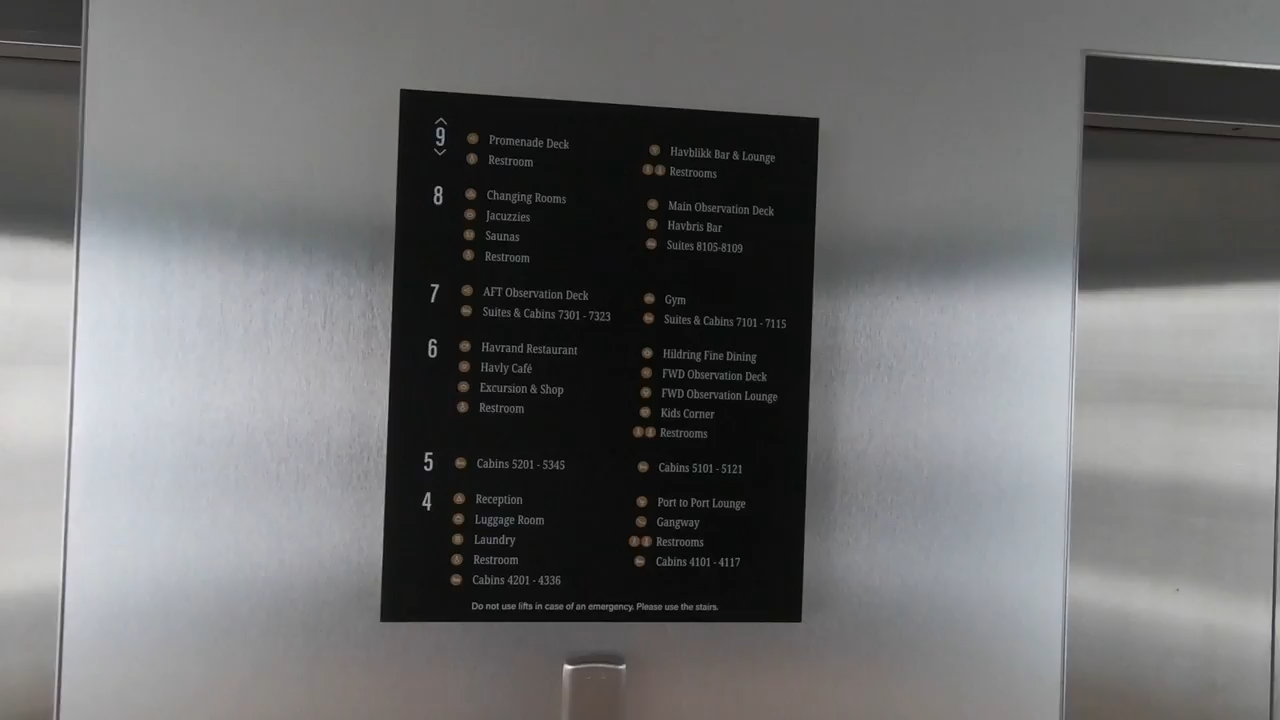 9
Promenade Deck
Restroom
Havblikk Bar & Lounge
Restrooms
8
Changing Rooms
Jacuzzies
Saunas
Restroom
Main Observation Deck
Havbris Bar
Suites 8105-8109
7
AFT Observation Deck
Suites & Cabins 7301 - 7323
Gym
Suites & Cabins 7101 - 7115
6
Havrand Restaurant
Havly Café
Excursion & Shop
Restroom
Hildring Fine Dining
FWD Observation Deck
FWD Observation Lounge
Kids Corner
Restrooms
5
Cabins 5201 - 5345
Cabins 5101 - 5121
4
Reception
Luggage Room
Laundry
Restroom
Cabins 4201 - 4336
Port to Port Lounge
Gangway
Restrooms
Cabins 4101 - 4117
Do not use lifts in case of an emergency. Please use the stairs.